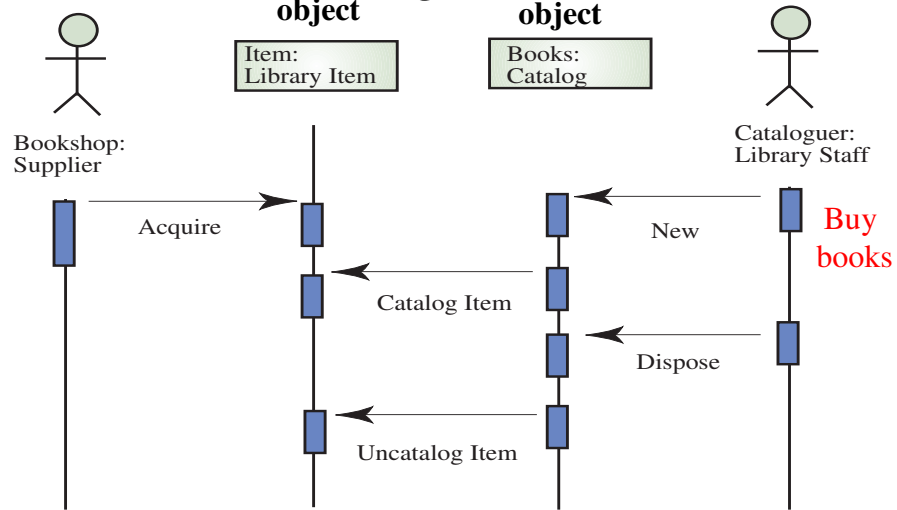 object
object
Item:
Library Item
Books:
Catalog
Bookshop:
Supplier
Cataloguer:
Library Staff
Acquire
New
Buy
books
Catalog Item
Dispose
Uncatalog Item